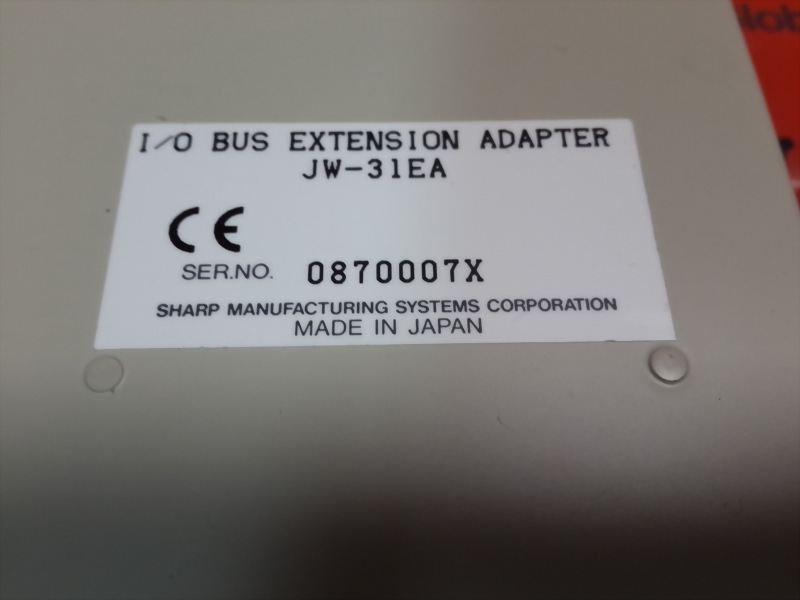 I/O BUS EXTENSION ADAPTER
JW-31EA
CE
SER.NO. 0870007X
SHARP MANUFACTURING SYSTEMS CORPORATION
MADE IN JAPAN